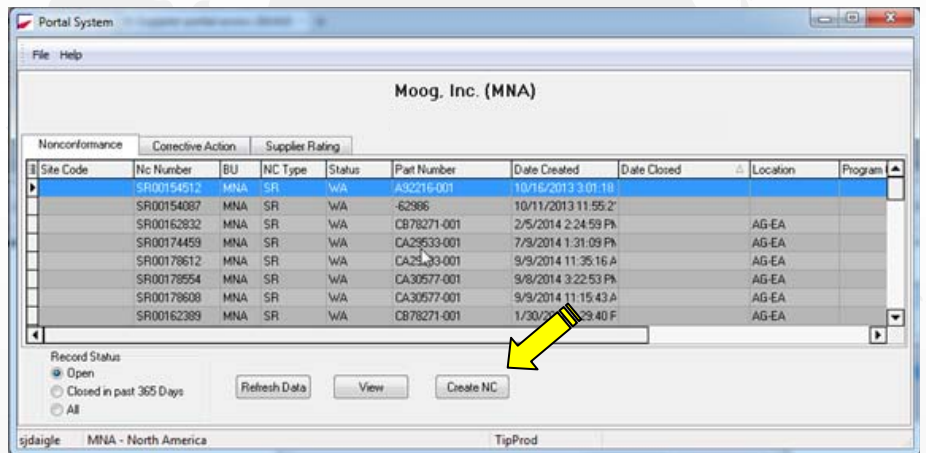 Portal System
File Help
Moog, Inc. (MNA)
Nonconformance Corrective Action Supplier Rating
Site Code Nc Number BU NC Type Status Part Number Date Created Date Closed Location Program
SR00154512 MNA SR WA A92216-001 10/16/2013 3:01:18
SR00154087 MNA SR WA -62986 10/11/2013 11:55:2
SR00162832 MNA SR WA CB78271-001 2/5/2014 2:24:59 PM AG-EA
SR00174459 MNA SR WA CA29533-001 7/9/2014 1:31:09 PM AG-EA
SR00178612 MNA SR WA 9/9/2014 11:35:16 A AG-EA
SR00178554 MNA SR WA CA30577-001 9/8/2014 3:22:53 PM AG-EA
SR00178608 MNA SR WA CA30577-001 9/9/2014 11:15:43 A AG-EA
SR00162389 MNA SR WA CB78271-001 AG-EA
Record Status
Open
Closed in past 365 Days
All
Refresh Data View Create NC
sjdaigle MNA - North America TipProd